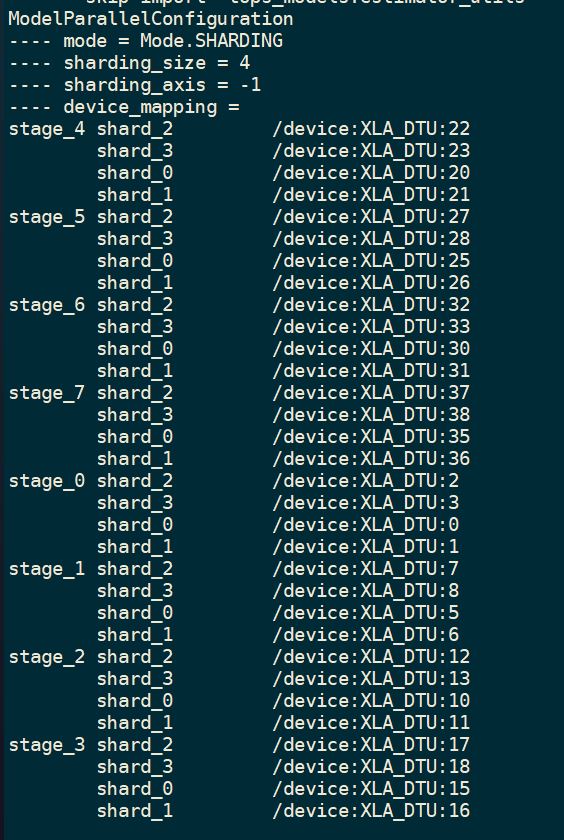 ModelParallelConfiguration
---- mode = Mode.SHARDING
---- sharding_size = 4
---- sharding_axis = -1
---- device_mapping =
stage_4 shard_2 /device:XLA_DTU:22
shard_3 /device:XLA_DTU:23
shard_0 /device:XLA_DTU:20
shard_1 /device:XLA_DTU:21
stage_5 shard_2 /device:XLA_DTU:27
shard_3 /device:XLA_DTU:28
shard_0 /device:XLA_DTU:25
shard_1 /device:XLA_DTU:26
stage_6 shard_2 /device:XLA_DTU:32
shard_3 /device:XLA_DTU:33
shard_0 /device:XLA_DTU:30
shard_1 /device:XLA_DTU:31
stage_7 shard_2 /device:XLA_DTU:37
shard_3 /device:XLA_DTU:38
shard_0 /device:XLA_DTU:35
shard_1 /device:XLA_DTU:36
stage_0 shard_2 /device:XLA_DTU:2
shard_3 /device:XLA_DTU:3
shard_0 /device:XLA_DTU:0
shard_1 /device:XLA_DTU:1
stage_1 shard_2 /device:XLA_DTU:7
shard_3 /device:XLA_DTU:8
shard_0 /device:XLA_DTU:5
shard_1 /device:XLA_DTU:6
stage_2 shard_2 /device:XLA_DTU:12
shard_3 /device:XLA_DTU:13
shard_0 /device:XLA_DTU:10
shard_1 /device:XLA_DTU:11
stage_3 shard_2 /device:XLA_DTU:17
shard_3 /device:XLA_DTU:18
shard_0 /device:XLA_DTU:15
shard_1 /device:XLA_DTU:16